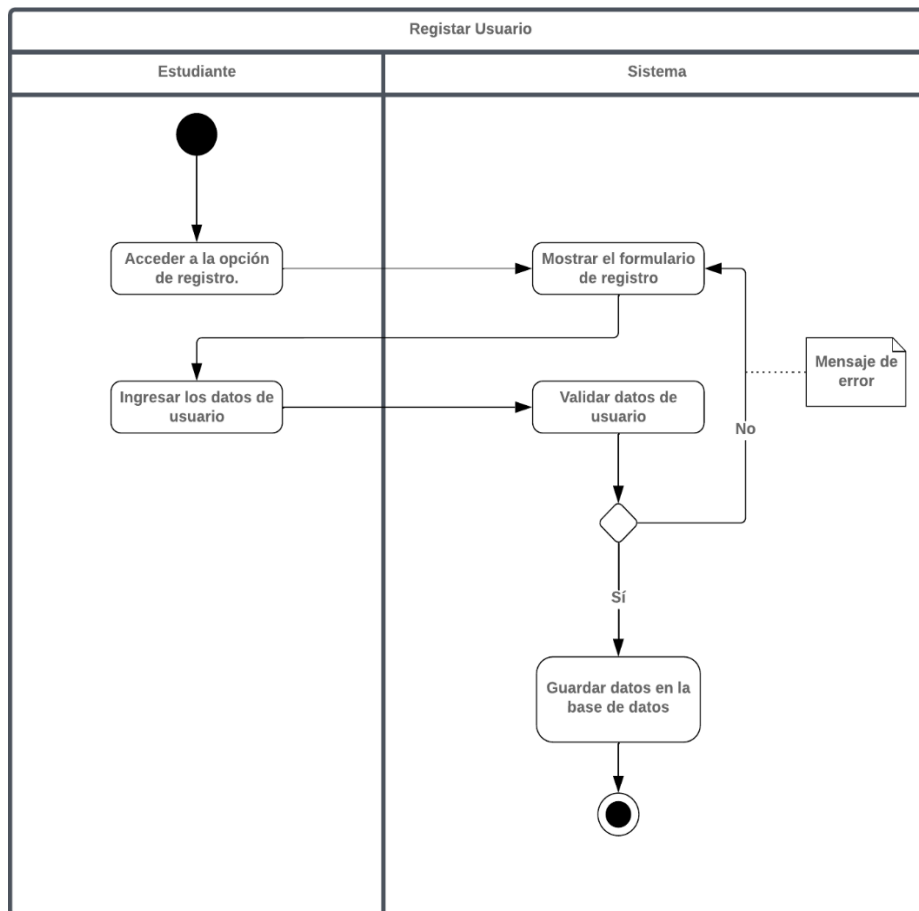 Registar Usuario
Estudiante
Sistema
Acceder a la opción
de registro.
Mostrar el formulario
de registro
Mensaje de
error
Ingresar los datos de
usuario
Validar datos de
usuario
No
Sí
Guardar datos en la
base de datos